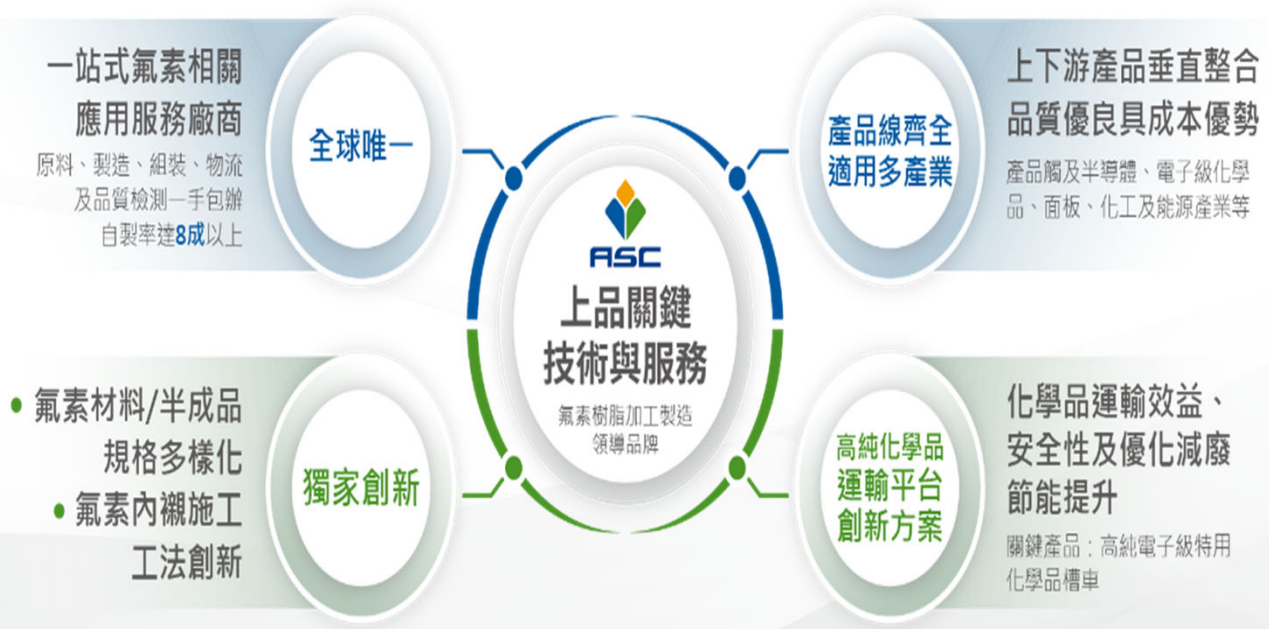 一站式氟素相關
應用服務廠商
原料、製造、組裝、物流
及品質檢測一手包辦
自製率達8成以上
全球唯一
產品線齊全
適用多產業
上下游產品垂直整合
品質優良具成本優勢
產品觸及半導體、電子級化學
品、面板、化工及能源產業等
ASC
上品關鍵
技術與服務
氟素樹脂加工製造
領導品牌
• 氟素材料/半成品
規格多樣化
• 氟素內襯施工
工法創新
獨家創新
高純化學品
運輸平台
創新方案
化學品運輸效益、
安全性及優化減廢
節能提升
關鍵產品：高純電子級特用
化學品槽車